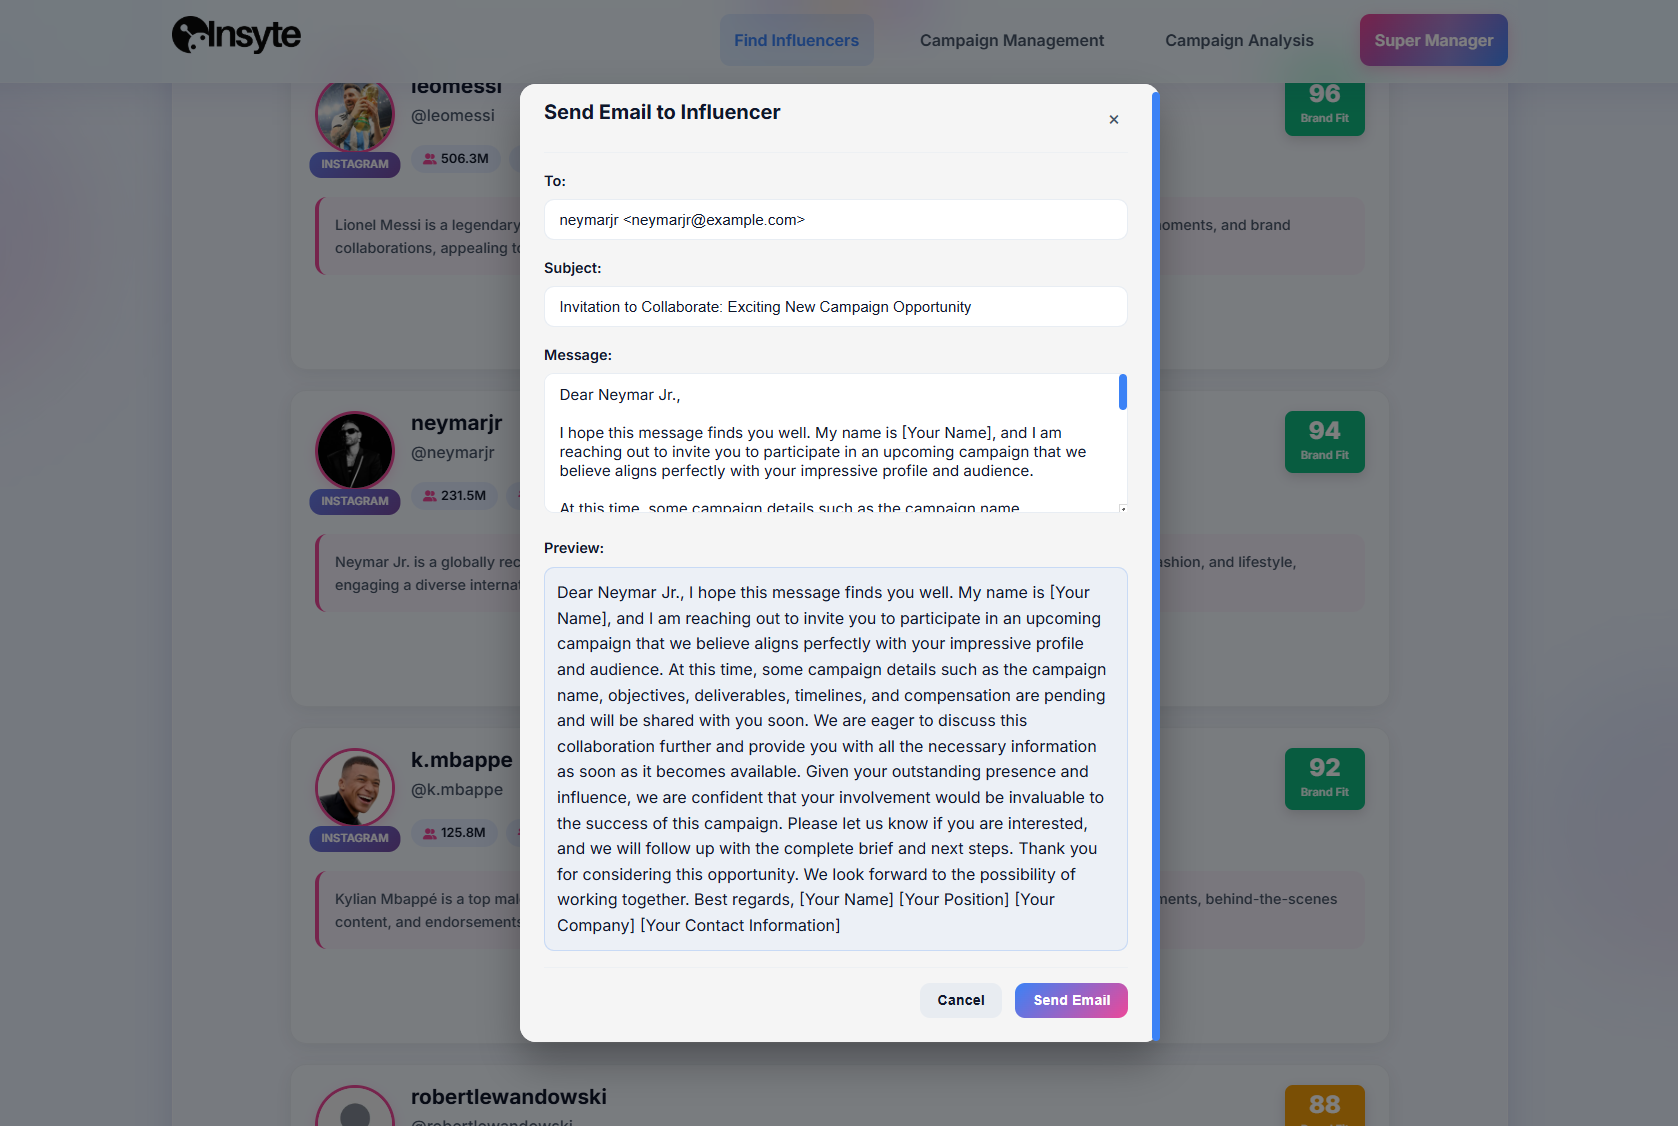 Insyte
Find Influencers
Campaign Management
Campaign Analysis
Super Manager
leomessi
@leomessi
INSTAGRAM
506.3M
96
Brand Fit
Lionel Messi is a legendary
oments, and brand
collaborations, appealing to
Send Email to Influencer
×
To:
neymarjr <neymarjr@example.com>
Subject:
Invitation to Collaborate: Exciting New Campaign Opportunity
Message:
Dear Neymar Jr.,
I hope this message finds you well. My name is [Your Name], and I am
reaching out to invite you to participate in an upcoming campaign that we
believe aligns perfectly with your impressive profile and audience.
At this time, some campaign details such as the campaign name,
Preview:
Dear Neymar Jr., I hope this message finds you well. My name is [Your
Name], and I am reaching out to invite you to participate in an upcoming
campaign that we believe aligns perfectly with your impressive profile
and audience. At this time, some campaign details such as the campaign
name, objectives, deliverables, timelines, and compensation are pending
and will be shared with you soon. We are eager to discuss this
collaboration further and provide you with all the necessary information
as soon as it becomes available. Given your outstanding presence and
influence, we are confident that your involvement would be invaluable to
the success of this campaign. Please let us know if you are interested,
and we will follow up with the complete brief and next steps. Thank you
for considering this opportunity. We look forward to the possibility of
working together. Best regards, [Your Name] [Your Position] [Your
Company] [Your Contact Information]
Cancel
Send Email
neymarjr
@neymarjr
INSTAGRAM
231.5M
94
Brand Fit
Neymar Jr. is a globally rec
ashion, and lifestyle,
engaging a diverse internat
k.mbappe
@k.mbappe
INSTAGRAM
125.8M
92
Brand Fit
Kylian Mbappé is a top mal
ments, behind-the-scenes
content, and endorsements
robertlewandowski
@robertlewandowski
88